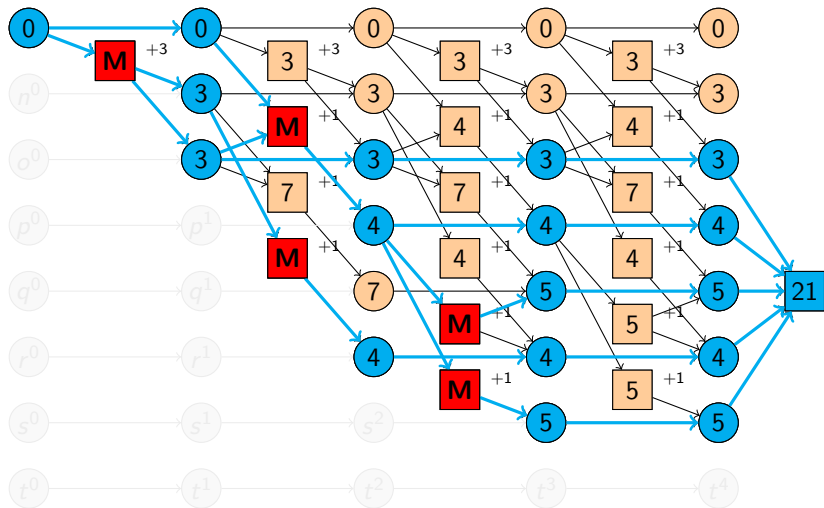 0 0 0 0 0
M +3 3 +3 3 +3 3 +3
n⁰ 3 3 3 3
M +1 4 +1 4 +1
o⁰ 3 3 3 3
7 +1 7 +1 7 +1
p⁰ p¹ 4 4 4
M +1 4 +1 4 +1
q⁰ q¹ 7 5 5 21
M +1 5 +1
r⁰ r¹ 4 4 4
M +1 5 +1
s⁰ s¹ s² 5 5
t⁰ t¹ t² t³ t⁴